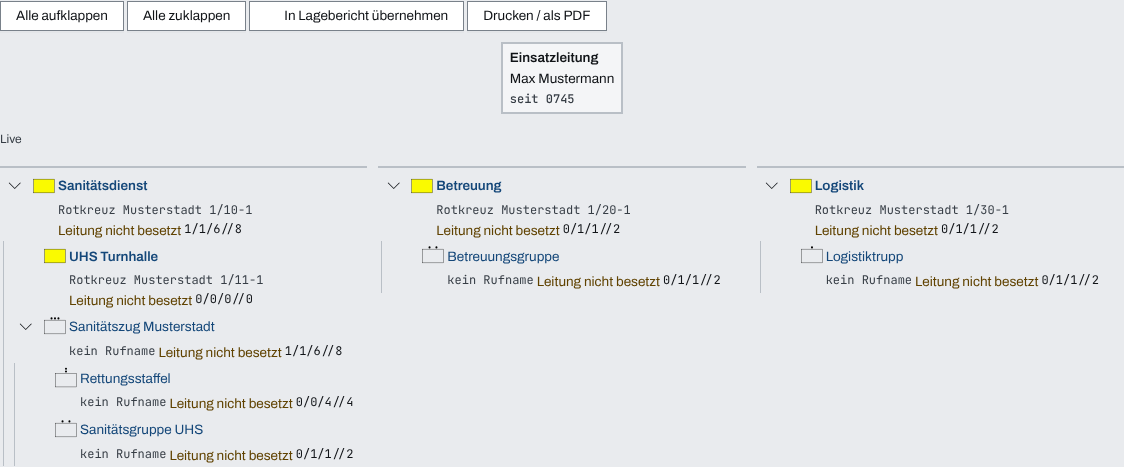 Alle aufklappen
Alle zuklappen
In Lagebericht übernehmen
Drucken / als PDF
Einsatzleitung
Max Mustermann
seit 0745
Live
Sanitätsdienst
Rotkreuz Musterstadt 1/10-1
Leitung nicht besetzt 1/1/6//8
UHS Turnhalle
Rotkreuz Musterstadt 1/11-1
Leitung nicht besetzt 0/0/0//0
Sanitätszug Musterstadt
kein Rufname Leitung nicht besetzt 1/1/6//8
Rettungsstaffel
kein Rufname Leitung nicht besetzt 0/0/4//4
Sanitätsgruppe UHS
kein Rufname Leitung nicht besetzt 0/1/1//2
Betreuung
Rotkreuz Musterstadt 1/20-1
Leitung nicht besetzt 0/1/1//2
Betreuungsgruppe
kein Rufname Leitung nicht besetzt 0/1/1//2
Logistik
Rotkreuz Musterstadt 1/30-1
Leitung nicht besetzt 0/1/1//2
Logistiktrupp
kein Rufname Leitung nicht besetzt 0/1/1//2